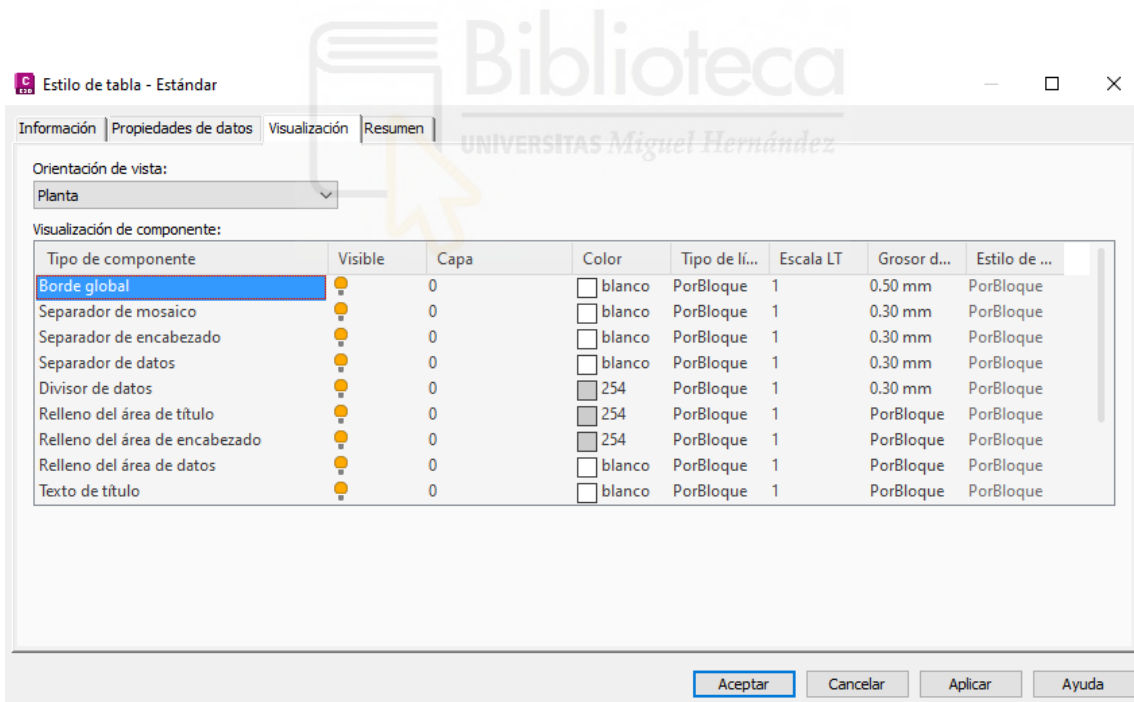 Biblioteca
UNIVERSITAS Miguel Hernández
C
C3D
Estilo de tabla - Estándar
Información Propiedades de datos Visualización Resumen
Orientación de vista:
Planta
Visualización de componente:
Tipo de componente Visible Capa Color Tipo de lí... Escala LT Grosor d... Estilo de ...
Borde global 0 blanco PorBloque 1 0.50 mm PorBloque
Separador de mosaico 0 blanco PorBloque 1 0.30 mm PorBloque
Separador de encabezado 0 blanco PorBloque 1 0.30 mm PorBloque
Separador de datos 0 blanco PorBloque 1 0.30 mm PorBloque
Divisor de datos 0 254 PorBloque 1 0.30 mm PorBloque
Relleno del área de título 0 254 PorBloque 1 PorBloque PorBloque
Relleno del área de encabezado 0 254 PorBloque 1 PorBloque PorBloque
Relleno del área de datos 0 blanco PorBloque 1 PorBloque PorBloque
Texto de título 0 blanco PorBloque 1 PorBloque PorBloque
Aceptar Cancelar Aplicar Ayuda